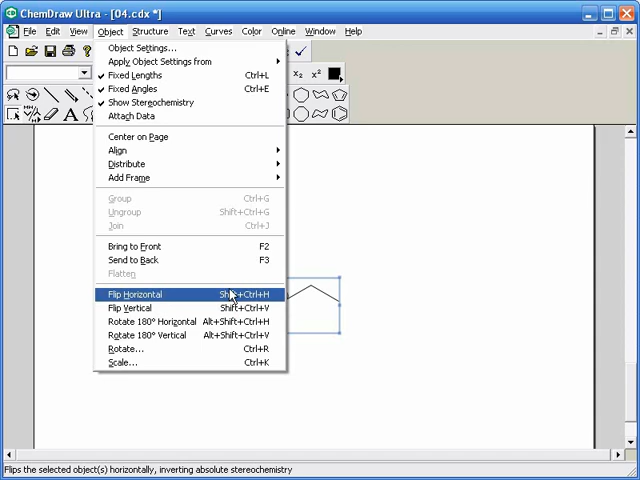 ChemDraw Ultra - [04.cdx *]
File Edit View Object Structure Text Curves Color Online Window Help
Object Settings...
Apply Object Settings from
Fixed Lengths Ctrl+L
Fixed Angles Ctrl+E
Show Stereochemistry
Attach Data
Center on Page
Align
Distribute
Add Frame
Group Ctrl+G
Ungroup Shift+Ctrl+G
Join Ctrl+J
Bring to Front F2
Send to Back F3
Flatten
Flip Horizontal Shift+Ctrl+H
Flip Vertical Shift+Ctrl+V
Rotate 180° Horizontal Alt+Shift+Ctrl+H
Rotate 180° Vertical Alt+Shift+Ctrl+V
Rotate... Ctrl+R
Scale... Ctrl+K
x₂ x²
A
Flips the selected object(s) horizontally, inverting absolute stereochemistry